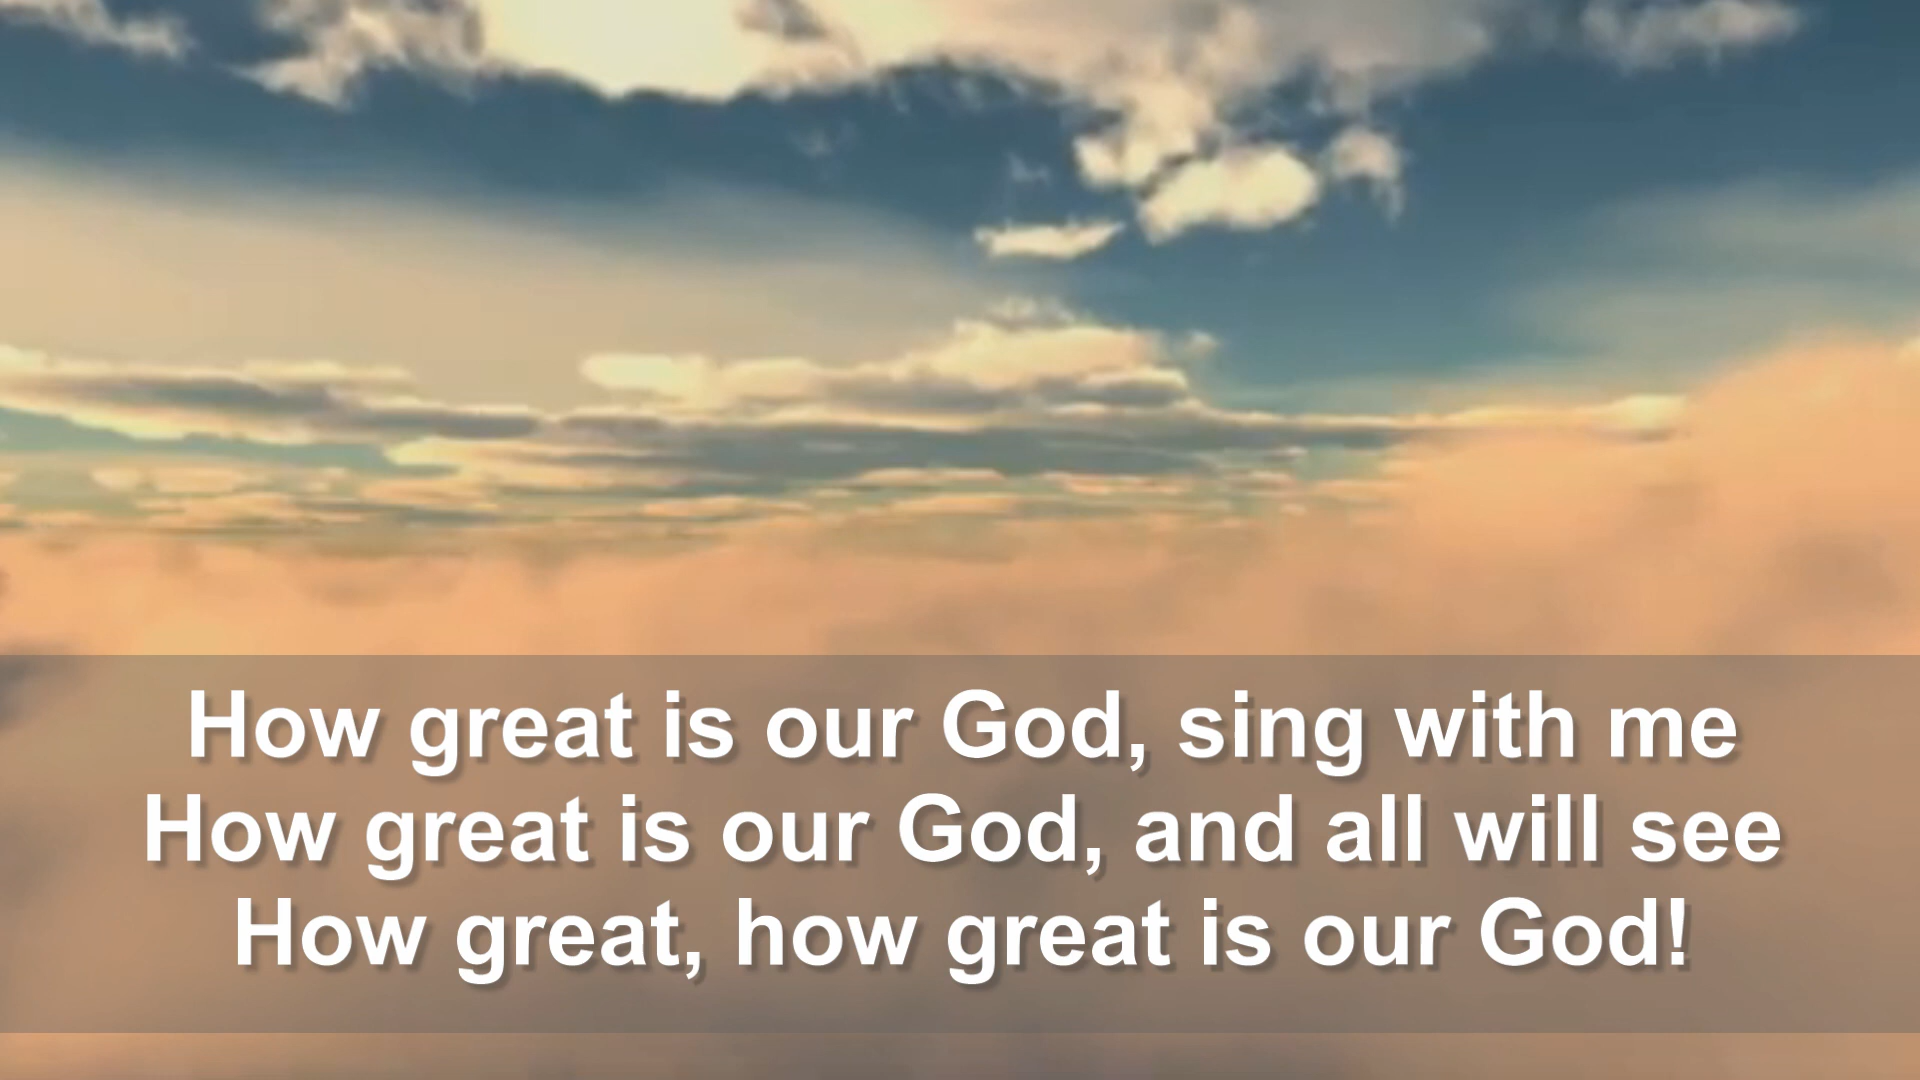 How great is our God, sing with me
How great is our God, and all will see
How great, how great is our God!